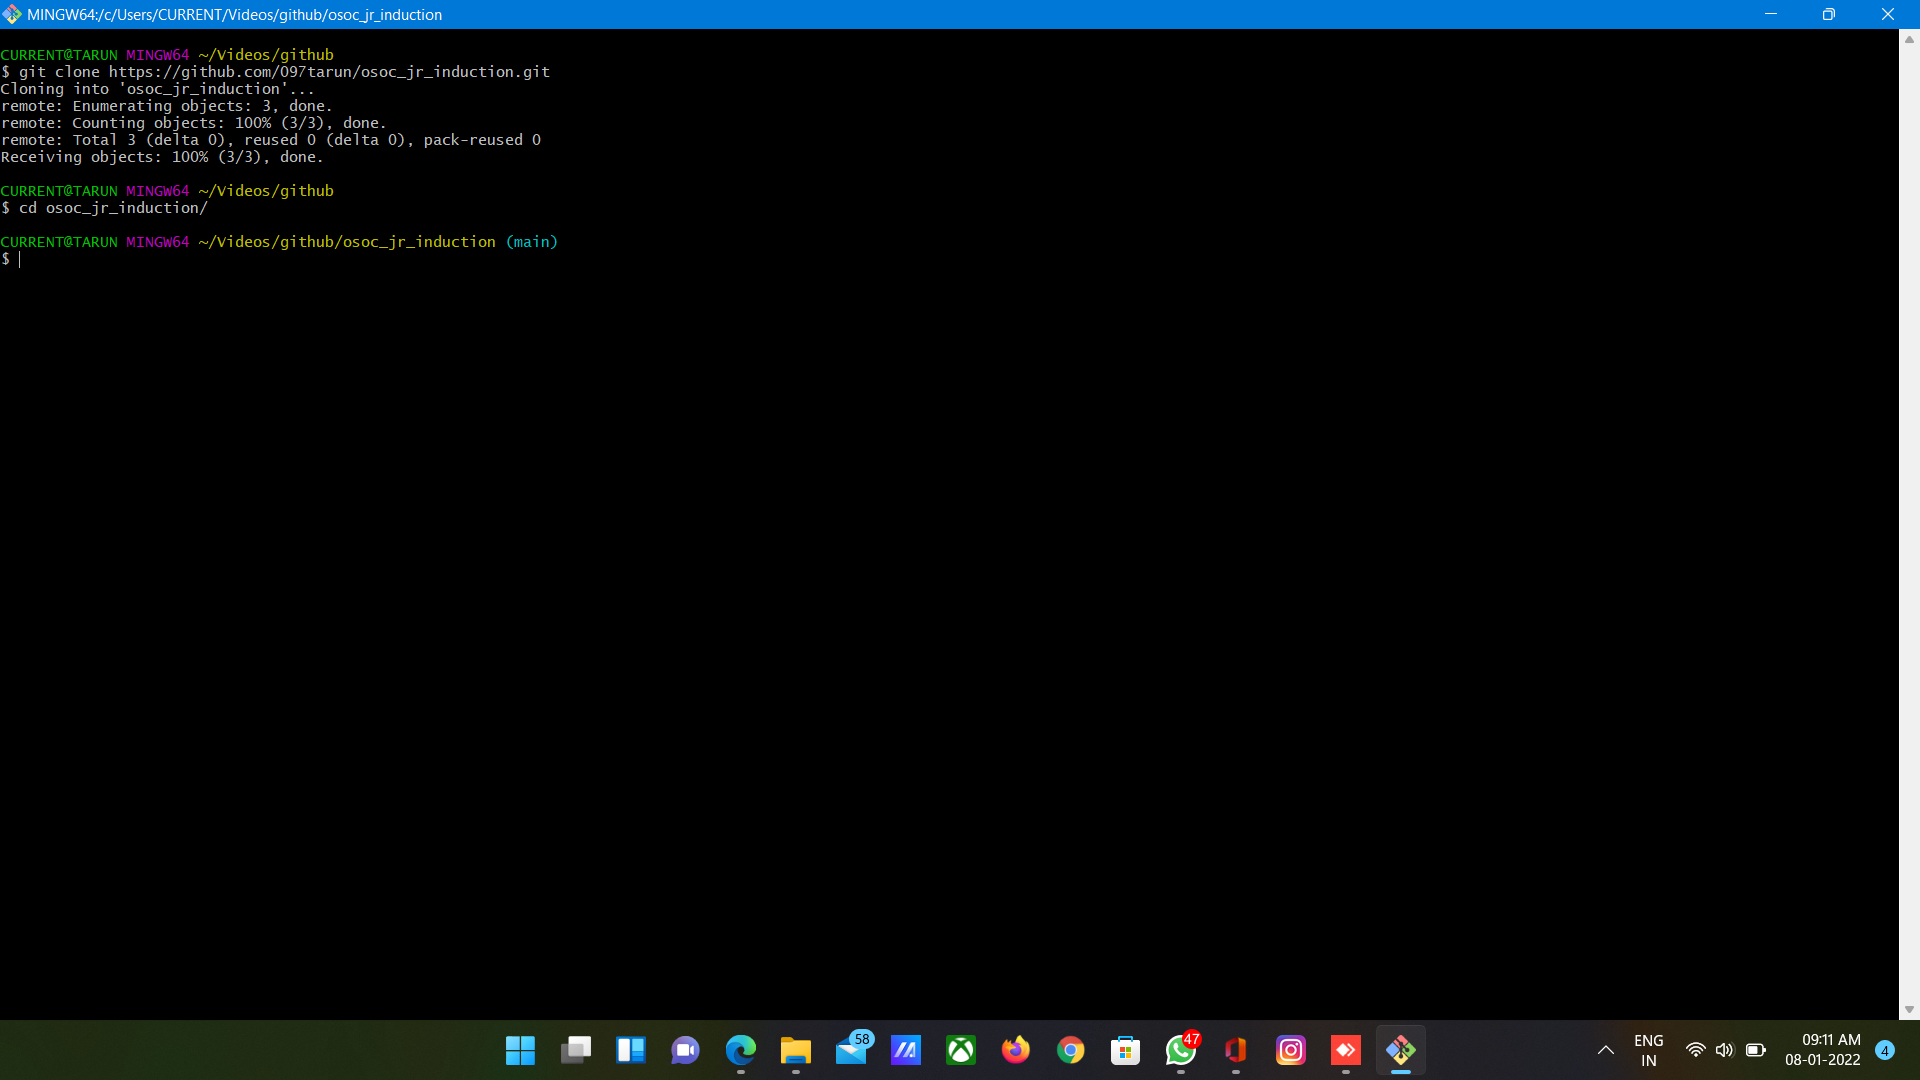 MINGW64:/c/Users/CURRENT/Videos/github/osoc_jr_induction
CURRENT@TARUN MINGW64 ~/Videos/github
$ git clone https://github.com/097tarun/osoc_jr_induction.git
Cloning into 'osoc_jr_induction'...
remote: Enumerating objects: 3, done.
remote: Counting objects: 100% (3/3), done.
remote: Total 3 (delta 0), reused 0 (delta 0), pack-reused 0
Receiving objects: 100% (3/3), done.
CURRENT@TARUN MINGW64 ~/Videos/github
$ cd osoc_jr_induction/
CURRENT@TARUN MINGW64 ~/Videos/github/osoc_jr_induction (main)
$
58
47
ENG
IN
09:11 AM
08-01-2022
4